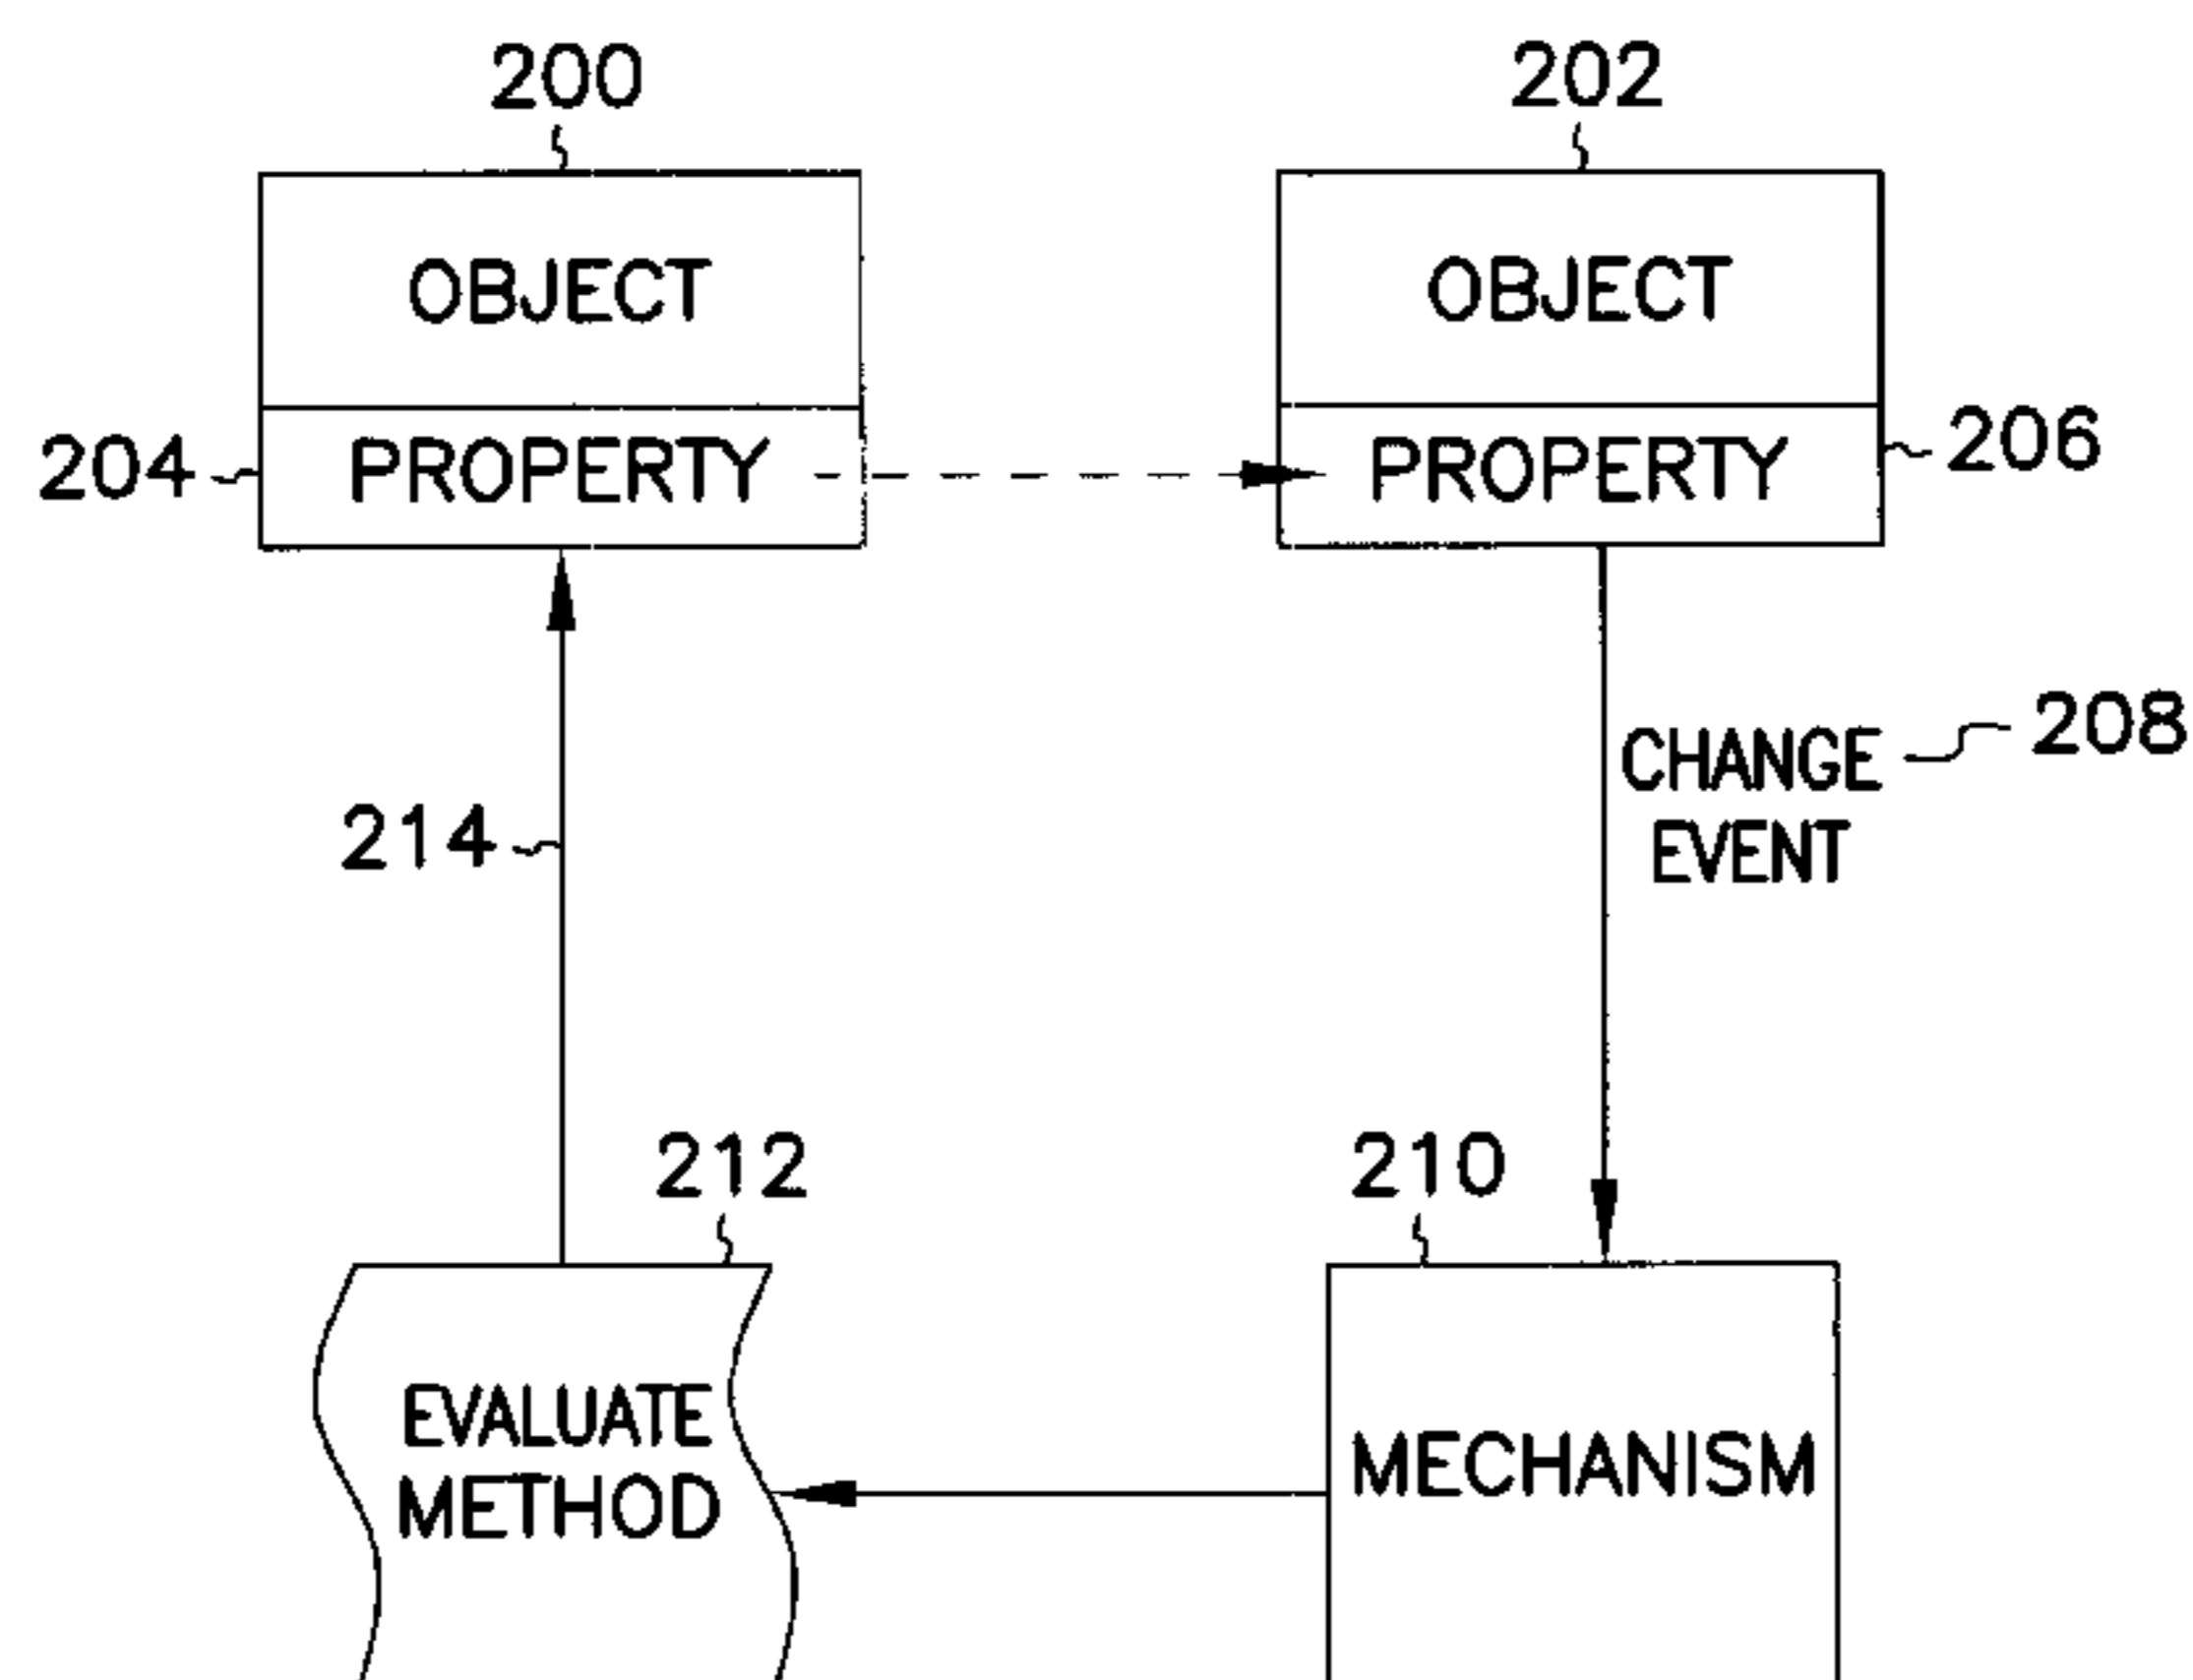 200
202
OBJECT
OBJECT
204
PROPERTY
PROPERTY
206
CHANGE
EVENT
208
214
212
210
EVALUATE
METHOD
MECHANISM